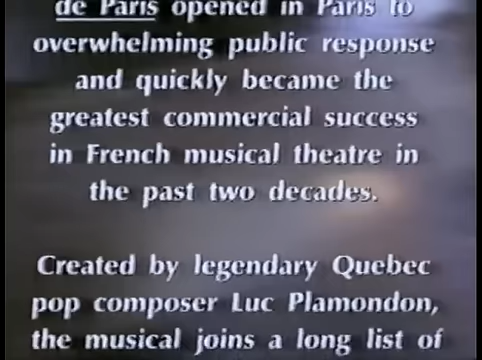 de Paris opened in Paris to
overwhelming public response
and quickly became the
greatest commercial success
in French musical theatre in
the past two decades.
Created by legendary Quebec
pop composer Luc Plamondon,
the musical joins a long list of